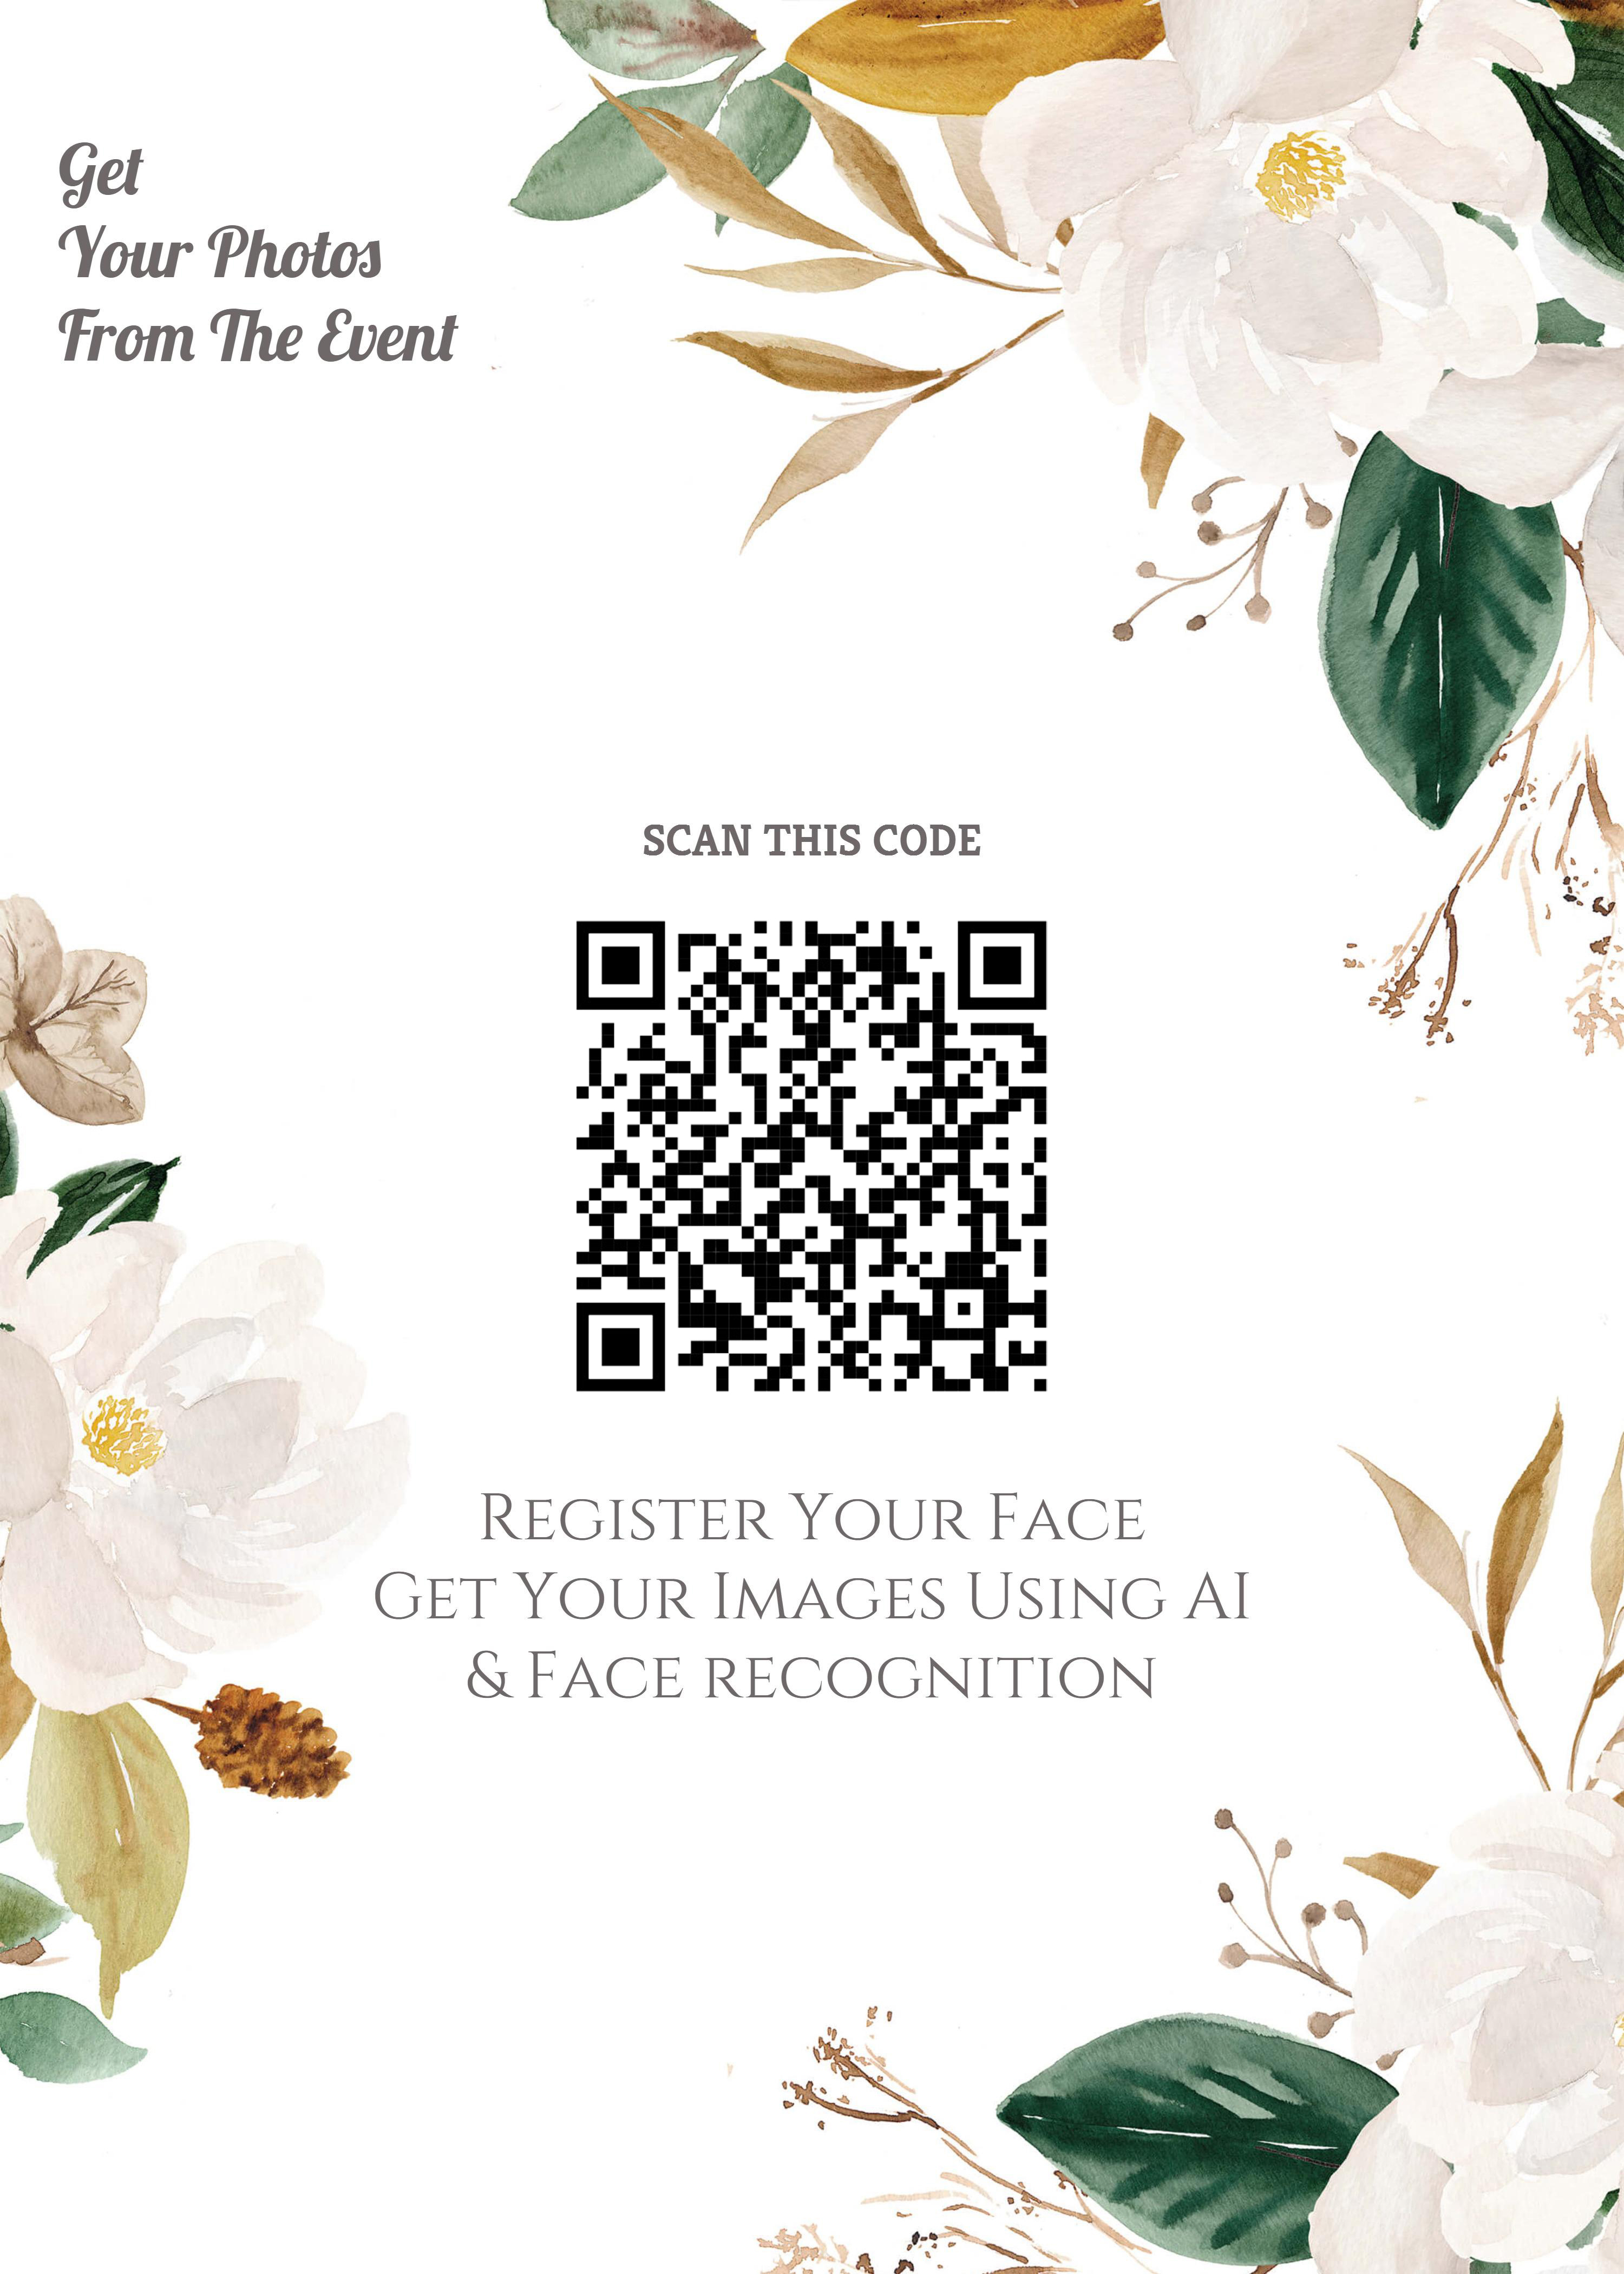 Get
Your Photos
From The Event
SCAN THIS CODE
Register Your Face
Get Your Images Using AI
& Face recognition